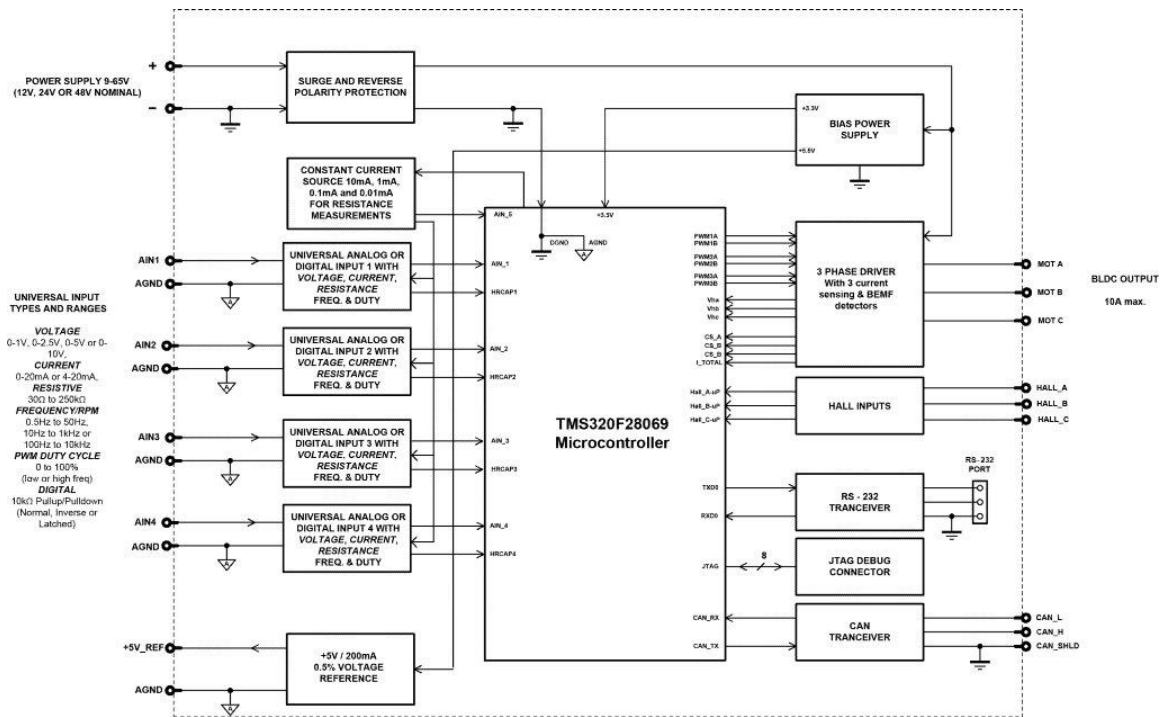 POWER SUPPLY 9-65V
(12V, 24V OR 48V NOMINAL)
+
−
SURGE AND REVERSE
POLARITY PROTECTION
+3.3V
+5.5V
BIAS POWER
SUPPLY
CONSTANT CURRENT
SOURCE 10mA, 1mA,
0.1mA and 0.01mA
FOR RESISTANCE
MEASUREMENTS
AIN_5
+3.3V
DGND
AGND
A
AIN1
AGND
A
UNIVERSAL ANALOG OR
DIGITAL INPUT 1 WITH
VOLTAGE, CURRENT,
RESISTANCE
FREQ. & DUTY
AIN_1
HRCAP1
AIN2
AGND
A
UNIVERSAL ANALOG OR
DIGITAL INPUT 2 WITH
VOLTAGE, CURRENT,
RESISTANCE
FREQ. & DUTY
AIN_2
HRCAP2
AIN3
AGND
A
UNIVERSAL ANALOG OR
DIGITAL INPUT 3 WITH
VOLTAGE, CURRENT,
RESISTANCE
FREQ. & DUTY
AIN_3
HRCAP3
AIN4
AGND
A
UNIVERSAL ANALOG OR
DIGITAL INPUT 4 WITH
VOLTAGE, CURRENT,
RESISTANCE
FREQ. & DUTY
AIN_4
HRCAP4
UNIVERSAL INPUT
TYPES AND RANGES
VOLTAGE
0-1V, 0-2.5V, 0-5V or 0-
10V,
CURRENT
0-20mA or 4-20mA,
RESISTIVE
30Ω to 250kΩ
FREQUENCY/RPM
0.5Hz to 50Hz,
10Hz to 1kHz or
100Hz to 10kHz
PWM DUTY CYCLE
0 to 100%
(low or high freq)
DIGITAL
10kΩ Pullup/Pulldown
(Normal, Inverse or
Latched)
+5V_REF
AGND
A
+5V / 200mA
0.5% VOLTAGE
REFERENCE
TMS320F28069
Microcontroller
PWM1A
PWM1B
PWM2A
PWM2B
PWM3A
PWM3B
Vha
Vhb
Vhc
CS_A
CS_B
CS_B
I_TOTAL
3 PHASE DRIVER
With 3 current
sensing & BEMF
detectors
MOT A
MOT B
MOT C
BLDC OUTPUT
10A max.
Hall_A-uP
Hall_B-uP
Hall_C-uP
HALL INPUTS
HALL_A
HALL_B
HALL_C
TXD0
RXD0
RS - 232
TRANCEIVER
RS-232
PORT
JTAG
8
JTAG DEBUG
CONNECTOR
CAN_RX
CAN_TX
CAN
TRANCEIVER
CAN_L
CAN_H
CAN_SHLD